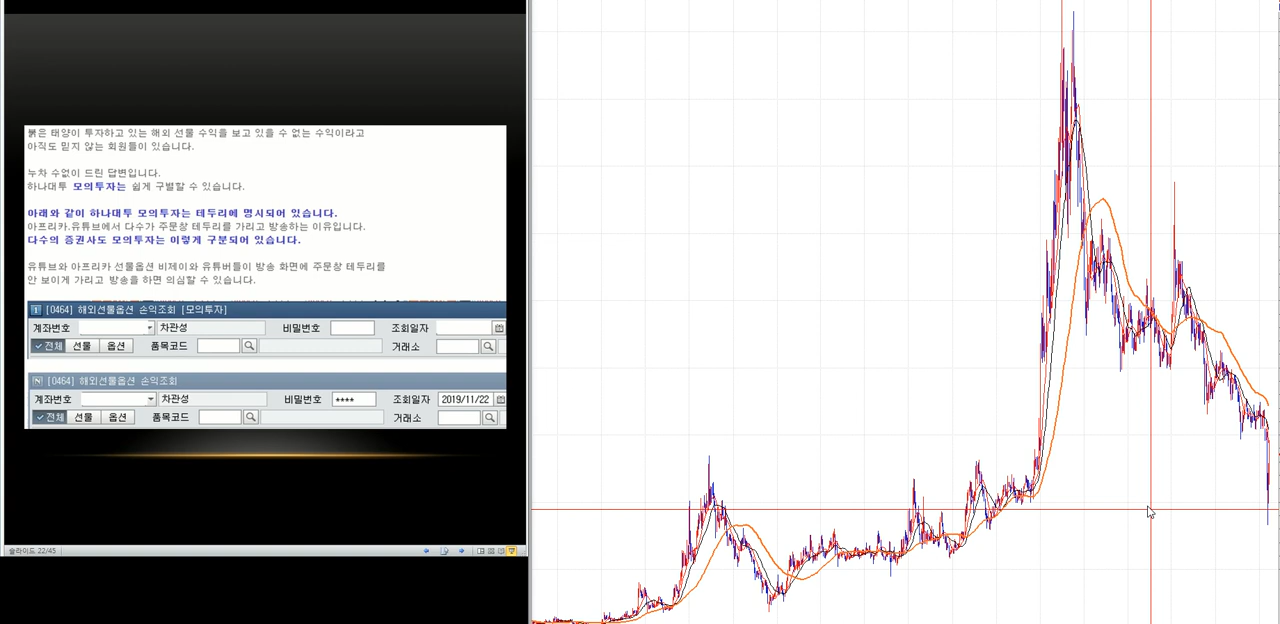 붉은 태양이 투자하고 있는 해외 선물 수익을 보고 있을 수 없는 수익이라고
아직도 믿지 않는 회원들이 있습니다.
누차 수없이 드린 답변입니다.
하나대투 모의투자는 쉽게 구별할 수 있습니다.
아래와 같이 하나대투 모의투자는 테두리에 명시되어 있습니다.
아프리카.유튜브에서 다수가 주문창 테두리를 가리고 방송하는 이유입니다.
다수의 증권사도 모의투자는 이렇게 구분되어 있습니다.
유튜브와 아프리카 선물옵션 비제이와 유튜버들이 방송 화면에 주문창 테두리를
안 보이게 가리고 방송을 하면 의심할 수 있습니다.
[0464] 해외선물옵션 손익조회 [모의투자]
계좌번호 차관성 비밀번호 조회일자
전체 선물 옵션 품목코드 거래소
N [0464] 해외선물옵션 손익조회
계좌번호 차관성 비밀번호 **** 조회일자 2019/11/22
전체 선물 옵션 품목코드 거래소
슬라이드 22/45